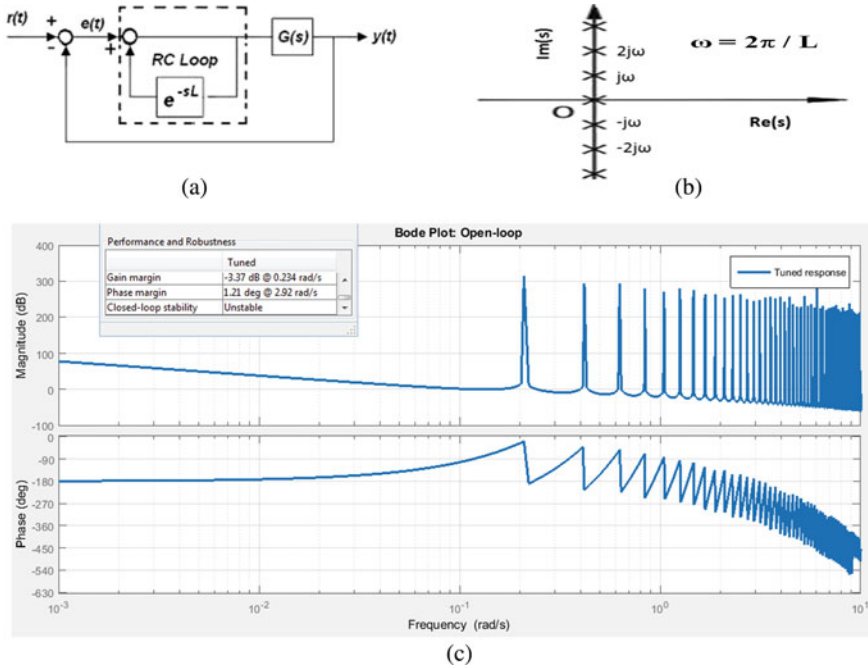 r(t)
+
-
e(t)
+
RC Loop
e^-sL
G(s)
y(t)
(a)
Im(s)
2jω
jω
O
-jω
-2jω
Re(s)
ω = 2π / L
(b)
Bode Plot: Open-loop
Performance and Robustness
Tuned
Gain margin -3.37 dB @ 0.234 rad/s
Phase margin 1.21 deg @ 2.92 rad/s
Closed-loop stability Unstable
Tuned response
Magnitude (dB)
400
300
200
100
0
-100
Phase (deg)
0
-90
-180
-270
-360
-450
-540
-630
10^-3
10^-2
10^-1
10^0
10^1
Frequency (rad/s)
(c)